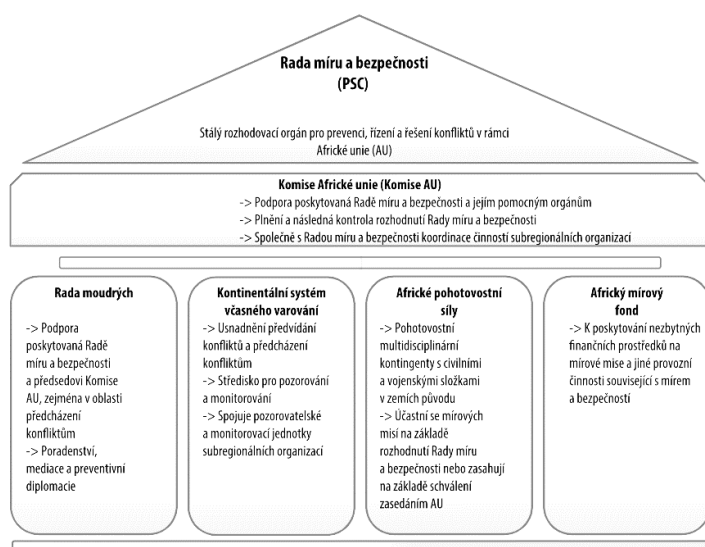 Rada míru a bezpečnosti
(PSC)
Stálý rozhodovací orgán pro prevenci, řízení a řešení konfliktů v rámci
Africké unie (AU)
Komise Africké unie (Komise AU)
-> Podpora poskytovaná Radě míru a bezpečnosti a jejím pomocným orgánům
-> Plnění a následná kontrola rozhodnutí Rady míru a bezpečnosti
-> Společně s Radou míru a bezpečnosti koordinace činností subregionálních organizací
Rada moudrých
-> Podpora
poskytovaná Radě
míru a bezpečnosti
a předsedovi Komise
AU, zejména v oblasti
předcházení
konfliktům
-> Poradenství,
mediace a preventivní
diplomacie
Kontinentální systém
včasného varování
-> Usnadnění předvídání
konfliktů a předcházení
konfliktům
-> Středisko pro pozorování
a monitorování
-> Spojuje pozorovatelské
a monitorovací jednotky
subregionálních organizací
Africké pohotovostní
síly
-> Pohotovostní
multidisciplinární
kontingenty s civilními
a vojenskými složkami
v zemích původu
-> Účastní se mírových
misí na základě
rozhodnutí Rady míru
a bezpečnosti nebo zasahují
na základě schválení
zasedáním AU
Africký mírový
fond
-> K poskytování nezbytných
finančních prostředků na
mírové mise a jiné provozní
činnosti související s mírem
a bezpečností